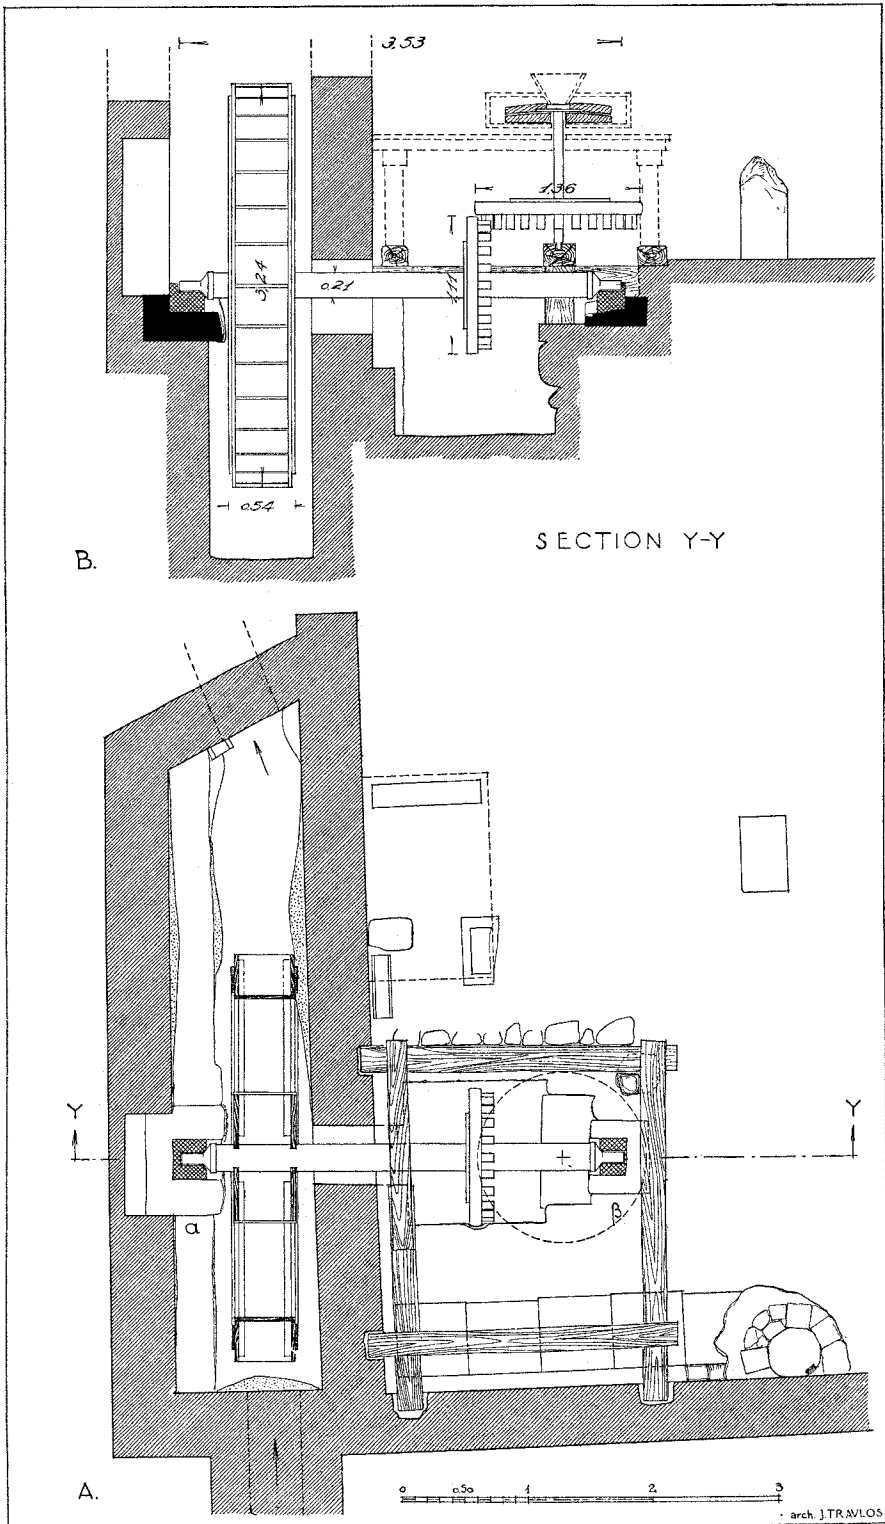 3,53
1,36
3,24
0,21
1,11
0,54
SECTION Y-Y
B.
Y
Y
α
β
A.
0
0,50
1
2
3
arch. J. TRAVLOS